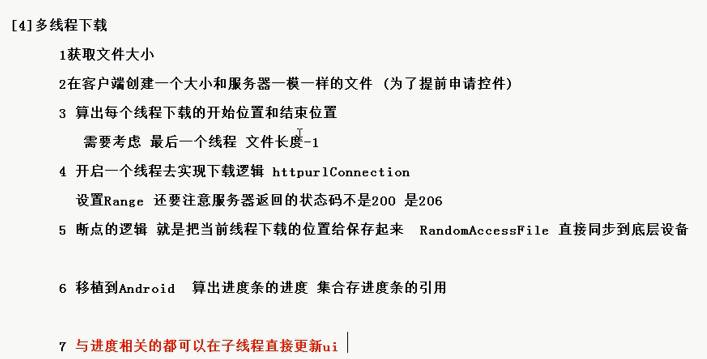 [4]多线程下载
1获取文件大小
2在客户端创建一个大小和服务器一模一样的文件 (为了提前申请控件)
3 算出每个线程下载的开始位置和结束位置
需要考虑 最后一个线程 文件长度-1
4 开启一个线程去实现下载逻辑 httpurlConnection
设置Range 还要注意服务器返回的状态码不是200 是206
5 断点的逻辑 就是把当前线程下载的位置给保存起来 RandomAccessFile 直接同步到底层设备
6 移植到Android 算出进度条的进度 集合存进度条的引用
7 与进度相关的都可以在子线程直接更新ui